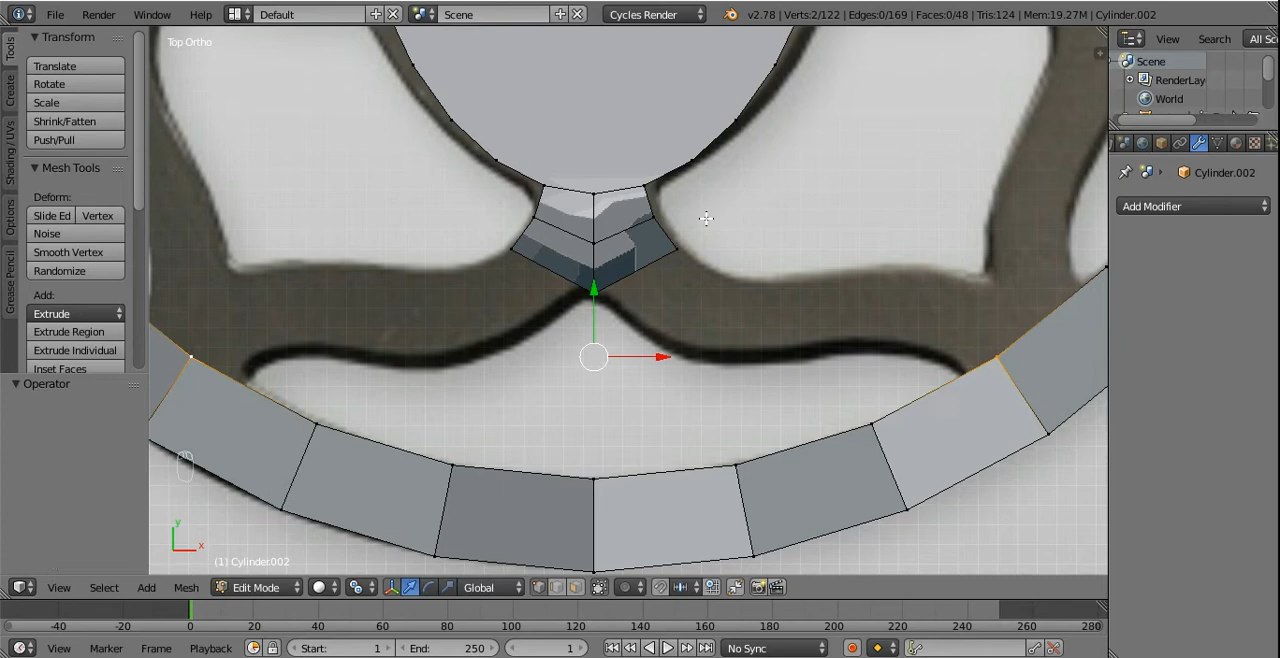 File Render Window Help Default Scene Cycles Render v2.78 | Verts:2/122 | Edges:0/169 | Faces:0/48 | Tris:124 | Mem:19.27M | Cylinder.002
Tools
Create
Shading / UVs
Options
Grease Pencil
Transform
Translate
Rotate
Scale
Shrink/Fatten
Push/Pull
Mesh Tools
Deform:
Slide Ed Vertex
Noise
Smooth Vertex
Randomize
Add:
Extrude
Extrude Region
Extrude Individual
Inset Faces
Operator
Top Ortho
y
x
(1) Cylinder002
View Search All Sc
Scene
RenderLay
World
Cylinder.002
Add Modifier
View Select Add Mesh Edit Mode Global
-40 -20 0 20 40 60 80 100 120 140 160 180 200 220 240 260 280
View Marker Frame Playback Start: 1 End: 250 1 No Sync